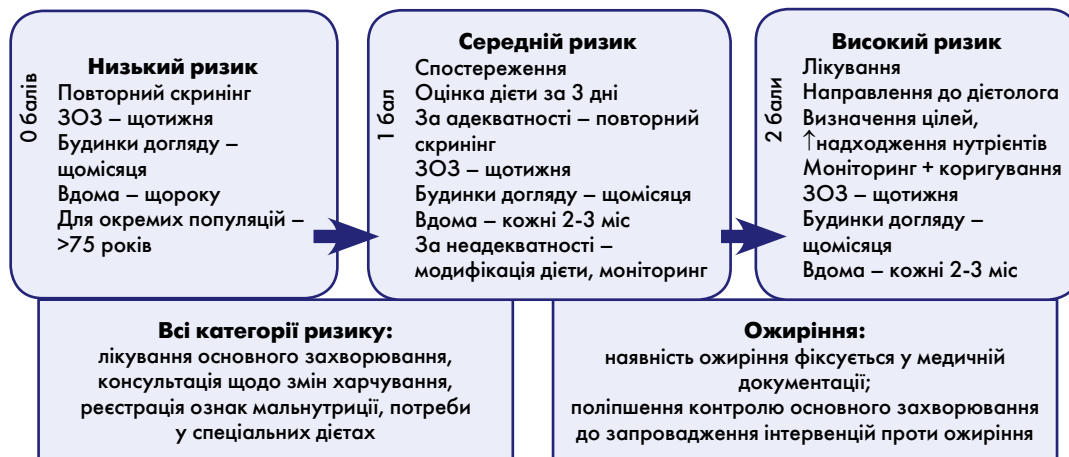 0 балів
Низький ризик
Повторний скринінг
ЗОЗ – щотижня
Будинки догляду –
щомісяця
Вдома – щороку
Для окремих популяцій –
>75 років
1 бал
Середній ризик
Спостереження
Оцінка дієти за 3 дні
За адекватності – повторний
скринінг
ЗОЗ – щотижня
Будинки догляду – щомісяця
Вдома – кожні 2-3 міс
За неадекватності –
модифікація дієти, моніторинг
2 бали
Високий ризик
Лікування
Направлення до дієтолога
Визначення цілей,
↑надходження нутрієнтів
Моніторинг + коригування
ЗОЗ – щотижня
Будинки догляду –
щомісяця
Вдома – кожні 2-3 міс
Всі категорії ризику:
лікування основного захворювання,
консультація щодо змін харчування,
реєстрація ознак мальнутриції, потреби
у спеціальних дієтах
Ожиріння:
наявність ожиріння фіксується у медичній
документації;
поліпшення контролю основного захворювання
до запровадження інтервенцій проти ожиріння